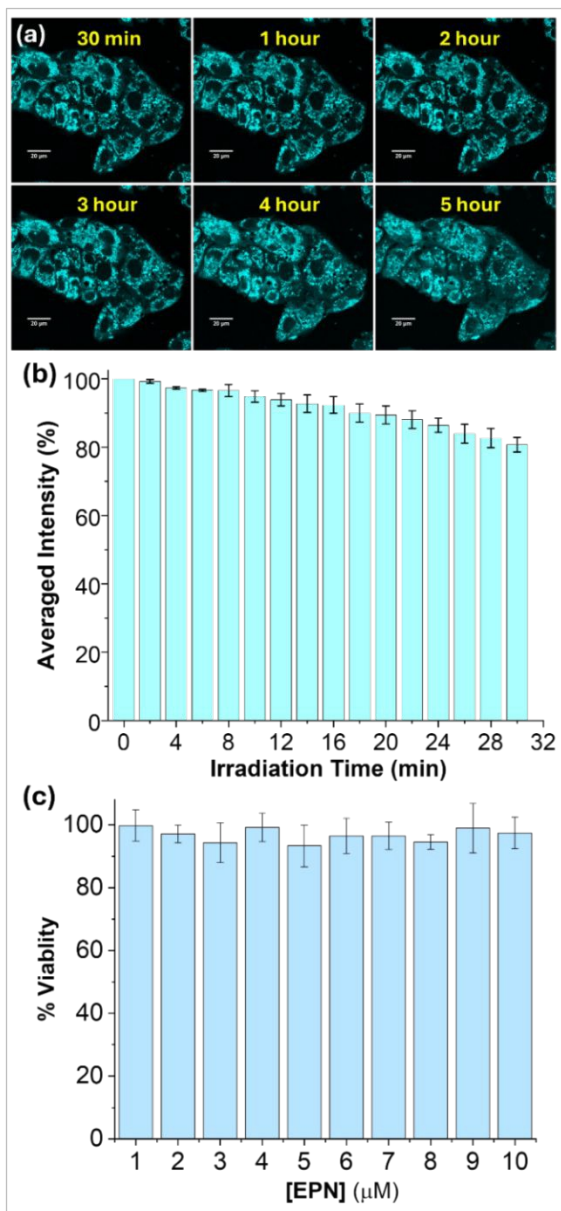 (a)
30 min
1 hour
2 hour
20 µm
20 µm
20 µm
3 hour
4 hour
5 hour
20 µm
20 µm
20 µm
(b)
100
80
60
40
20
0
Averaged Intensity (%)
0 4 8 12 16 20 24 28 32
Irradiation Time (min)
(c)
100
80
60
40
20
0
% Viablity
1 2 3 4 5 6 7 8 9 10
[EPN] (µM)